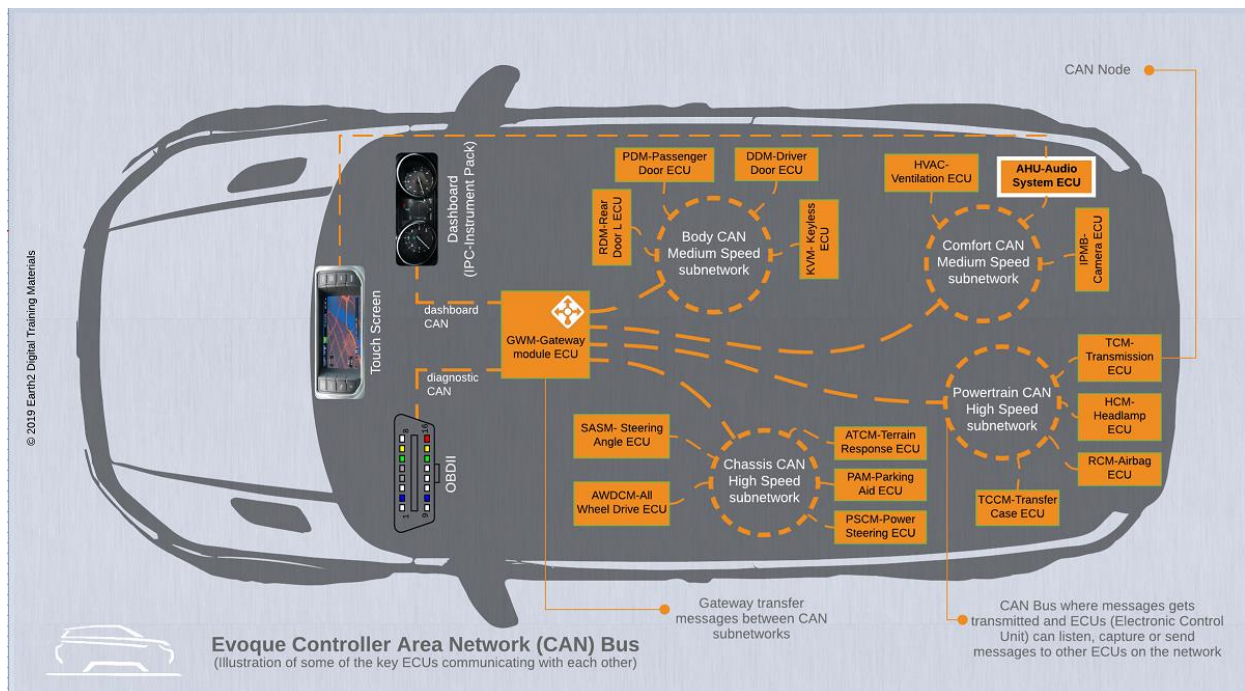 CAN Node
PDM-Passenger
Door ECU
DDM-Driver
Door ECU
HVAC-
Ventilation ECU
AHU-Audio
System ECU
Dashboard
(IPC-Instrument Pack)
RDM-Rear
Door L ECU
Body CAN
Medium Speed
subnetwork
KVM- Keyless
ECU
Comfort CAN
Medium Speed
subnetwork
IPMB-
Camera ECU
© 2019 Earth2 Digital Training Materials
Touch Screen
dashboard
CAN
GWM-Gateway
module ECU
diagnostic
CAN
TCM-
Transmission
ECU
Powertrain CAN
High Speed
subnetwork
HCM-
Headlamp
ECU
RCM-Airbag
ECU
TCCM-Transfer
Case ECU
SASM- Steering
Angle ECU
ATCM-Terrain
Response ECU
Chassis CAN
High Speed
subnetwork
PAM-Parking
Aid ECU
AWDCM-All
Wheel Drive ECU
PSCM-Power
Steering ECU
8
16
OBDII
1
9
Gateway transfer
messages between CAN
subnetworks
CAN Bus where messages gets
transmitted and ECUs (Electronic Control
Unit) can listen, capture or send
messages to other ECUs on the network
Evoque Controller Area Network (CAN) Bus
(Illustration of some of the key ECUs communicating with each other)